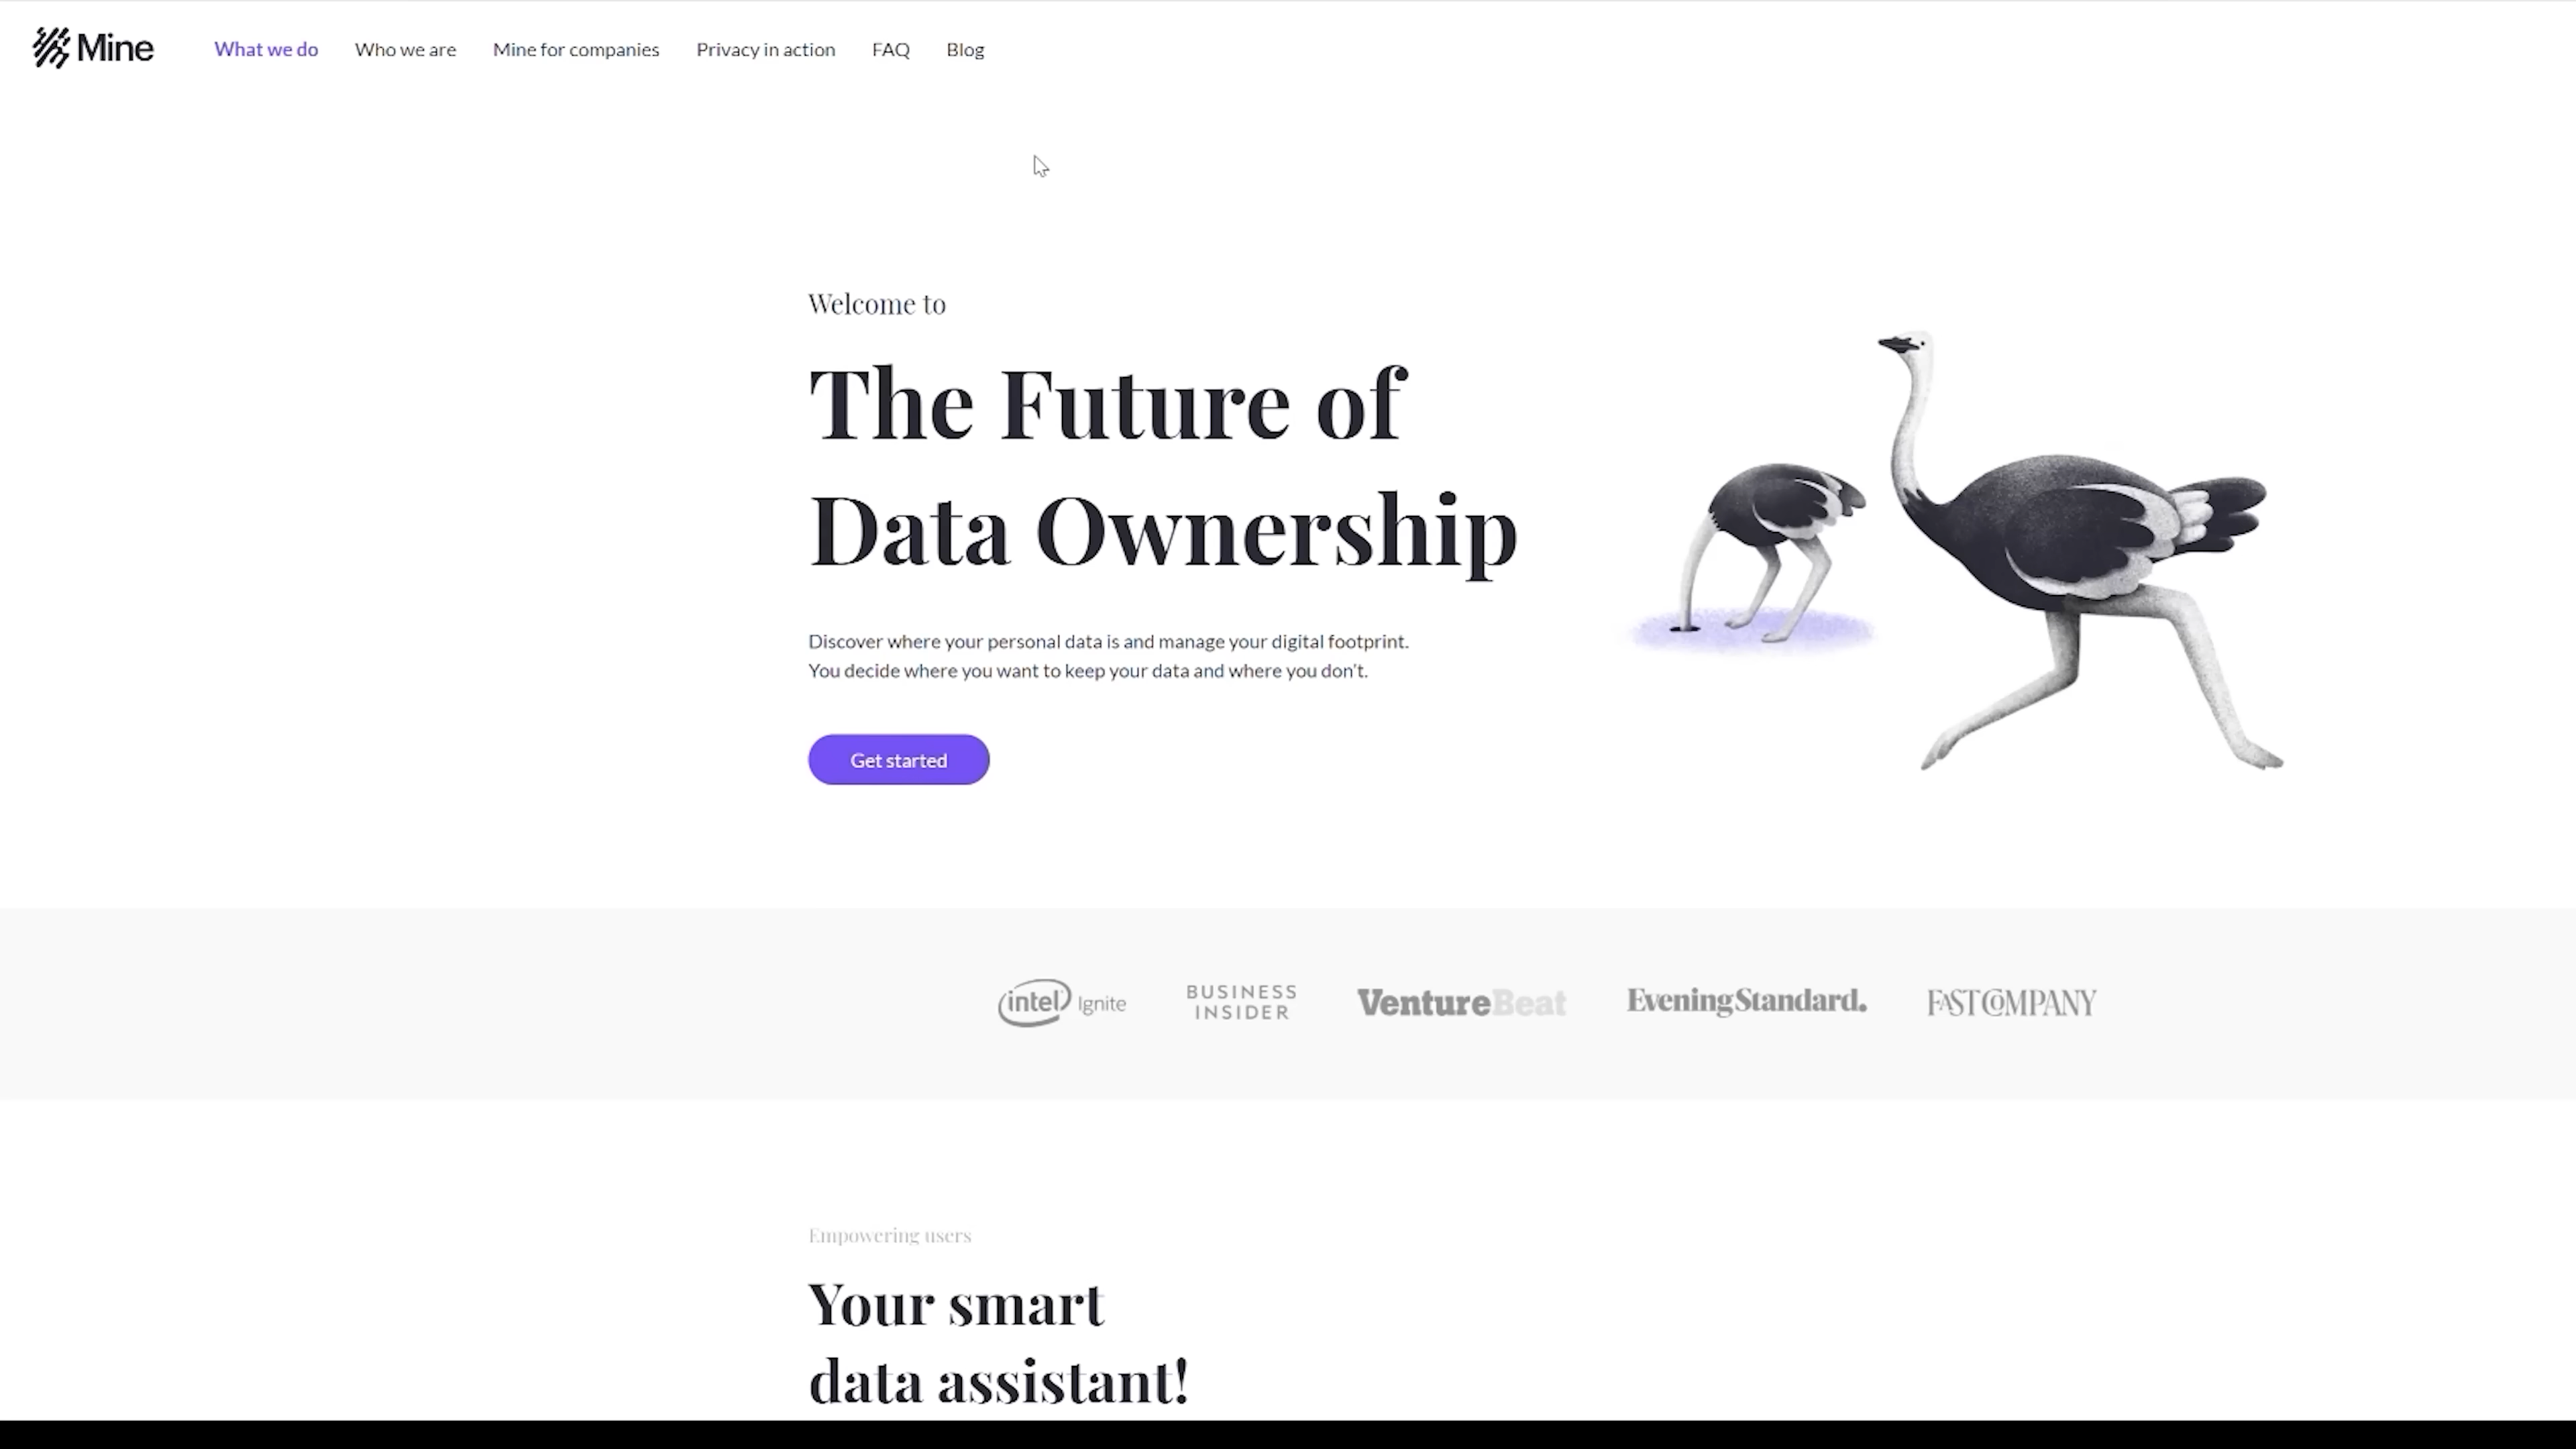 Mine
What we do
Who we are
Mine for companies
Privacy in action
FAQ
Blog
Welcome to
The Future of
Data Ownership
Discover where your personal data is and manage your digital footprint.
You decide where you want to keep your data and where you don't.
Get started
intel Ignite
BUSINESS
INSIDER
VentureBeat
EveningStandard.
FAST COMPANY
Empowering users
Your smart
data assistant!